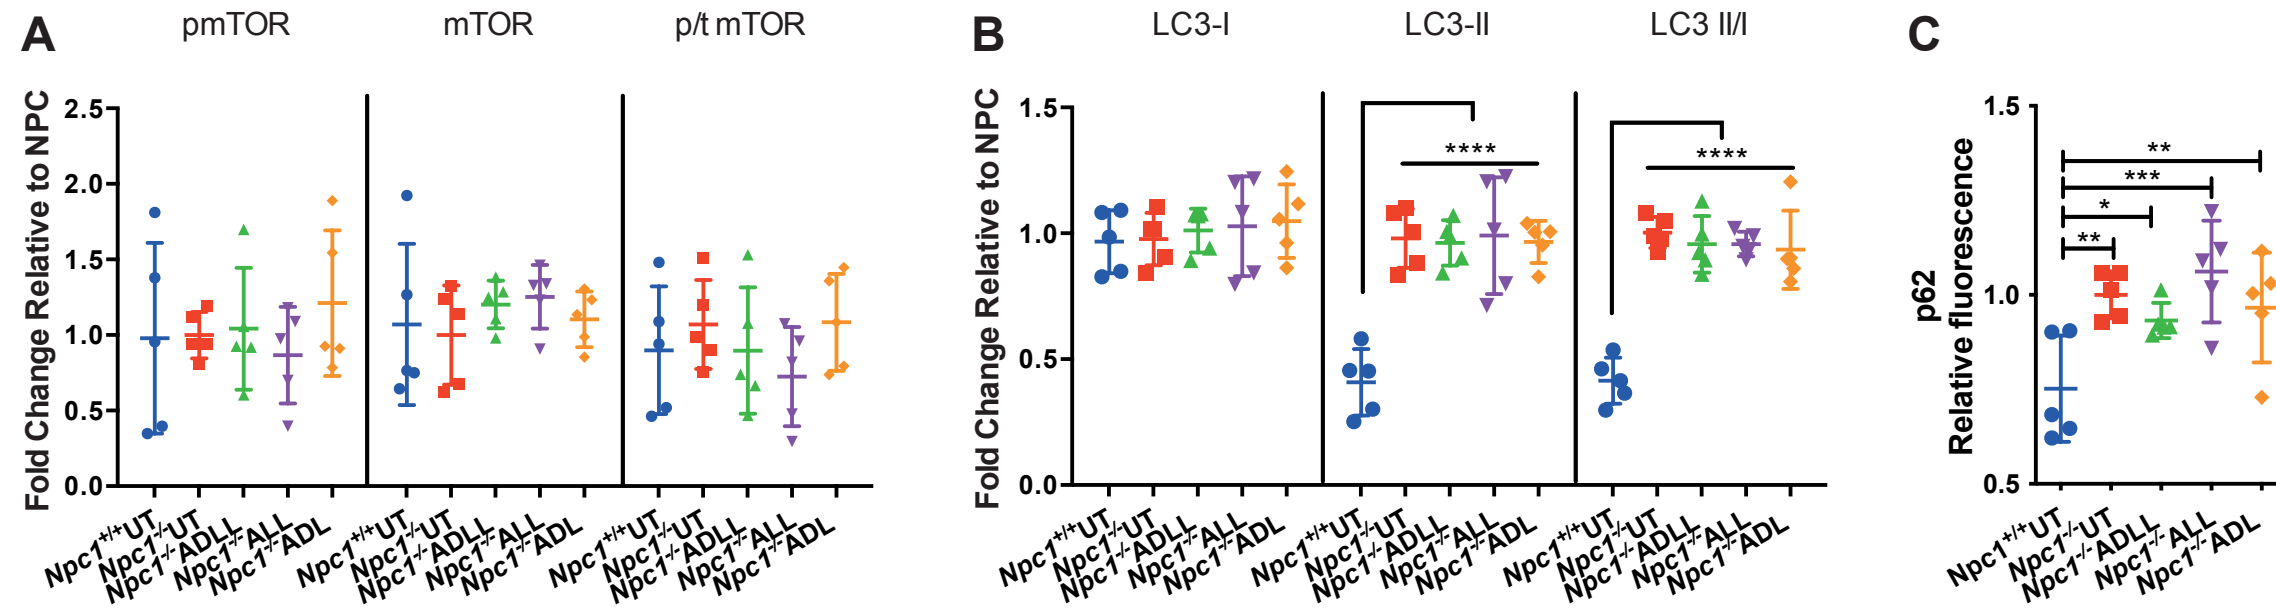 A
pmTOR
mTOR
p/t mTOR
Fold Change Relative to NPC
2.5
2.0
1.5
1.0
0.5
0.0
Npc1+/+UT
Npc1-/-UT
Npc1-/-ADLL
Npc1-/-ALL
Npc1-/-ADL
Npc1+/+UT
Npc1-/-UT
Npc1-/-ADLL
Npc1-/-ALL
Npc1-/-ADL
Npc1+/+UT
Npc1-/-UT
Npc1-/-ADLL
Npc1-/-ALL
Npc1-/-ADL
B
LC3-I
LC3-II
LC3 II/I
Fold Change Relative to NPC
1.5
1.0
0.5
0.0
****
****
Npc1+/+UT
Npc1-/-UT
Npc1-/-ADLL
Npc1-/-ALL
Npc1-/-ADL
Npc1+/+UT
Npc1-/-UT
Npc1-/-ADLL
Npc1-/-ALL
Npc1-/-ADL
Npc1+/+UT
Npc1-/-UT
Npc1-/-ADLL
Npc1-/-ALL
Npc1-/-ADL
C
p62
Relative fluorescence
1.5
1.0
0.5
**
***
*
**
Npc1+/+UT
Npc1-/-UT
Npc1-/-ADLL
Npc1-/-ALL
Npc1-/-ADL